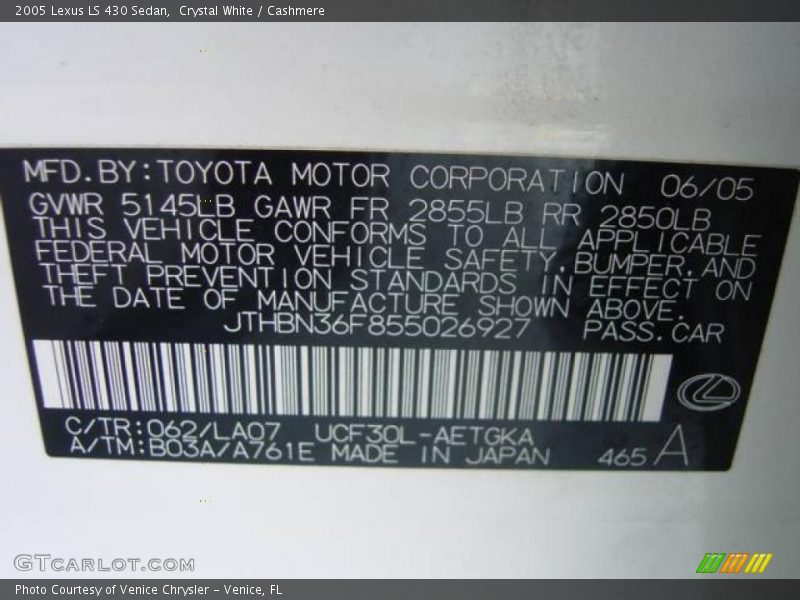 2005 Lexus LS 430 Sedan,  Crystal White / Cashmere
MFD.BY:TOYOTA MOTOR CORPORATION 06/05
GVWR 5145LB GAWR FR 2855LB RR 2850LB
THIS VEHICLE CONFORMS TO ALL APPLICABLE
FEDERAL MOTOR VEHICLE SAFETY,BUMPER,AND
THEFT PREVENTION STANDARDS IN EFFECT ON
THE DATE OF MANUFACTURE SHOWN ABOVE.
JTHBN36F855026927 PASS.CAR
C/TR:062/LA07 UCF30L-AETGKA
A/TM:B03A/A761E MADE IN JAPAN 465 A
GTCARLOT.COM
Photo Courtesy of Venice Chrysler - Venice, FL